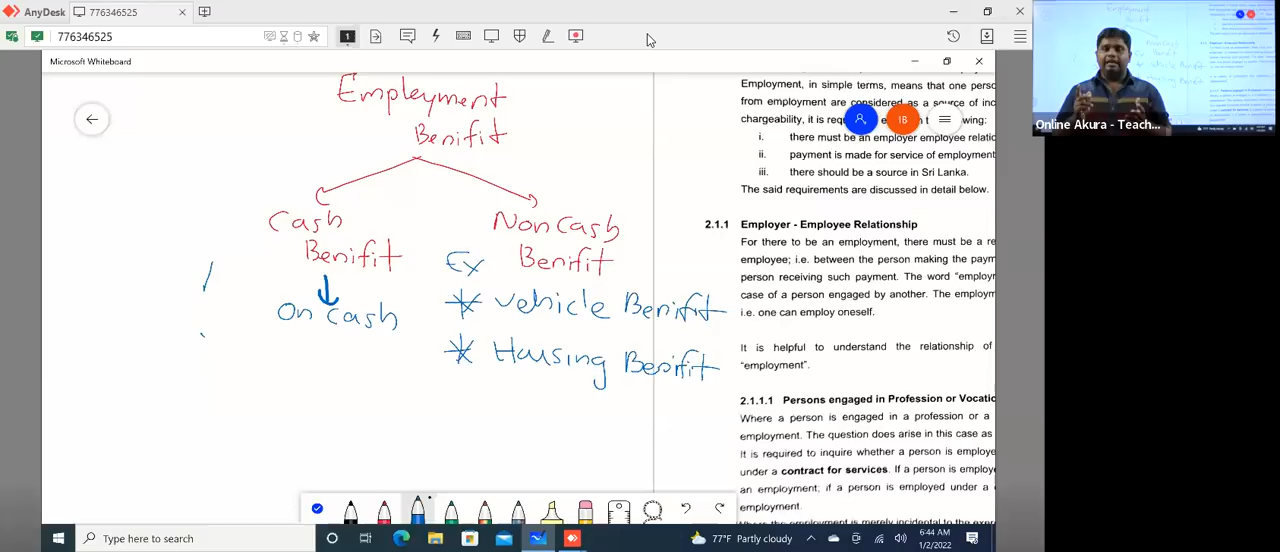 AnyDesk
776346525
776346525
1
Microsoft Whiteboard
Employment
Benifit
Cash
Benifit
On Cash
Non Cash
Benifit
Ex
* Vehicle Benifit
* Housing Benifit
18
Employment, in simple terms, means that one perso
from employment are considered as a source of inc
i. there must be an employer employee relatio
ii. payment is made for service of employment
iii. there should be a source in Sri Lanka.
The said requirements are discussed in detail below.
2.1.1 Employer - Employee Relationship
For there to be an employment, there must be a re
employee; i.e. between the person making the paym
person receiving such payment. The word "employr
case of a person engaged by another. The employm
i.e. one can employ oneself.
It is helpful to understand the relationship of
"employment".
2.1.1.1 Persons engaged in Profession or Vocatio
Where a person is engaged in a profession or a
employment. The question does arise in this case as
It is required to inquire whether a person is employe
under a contract for services. If a person is employe
an employment; if a person is employed under a
employment.
Online Akura - Teach...
Type here to search
77°F Partly cloudy
6:44 AM
1/2/2022